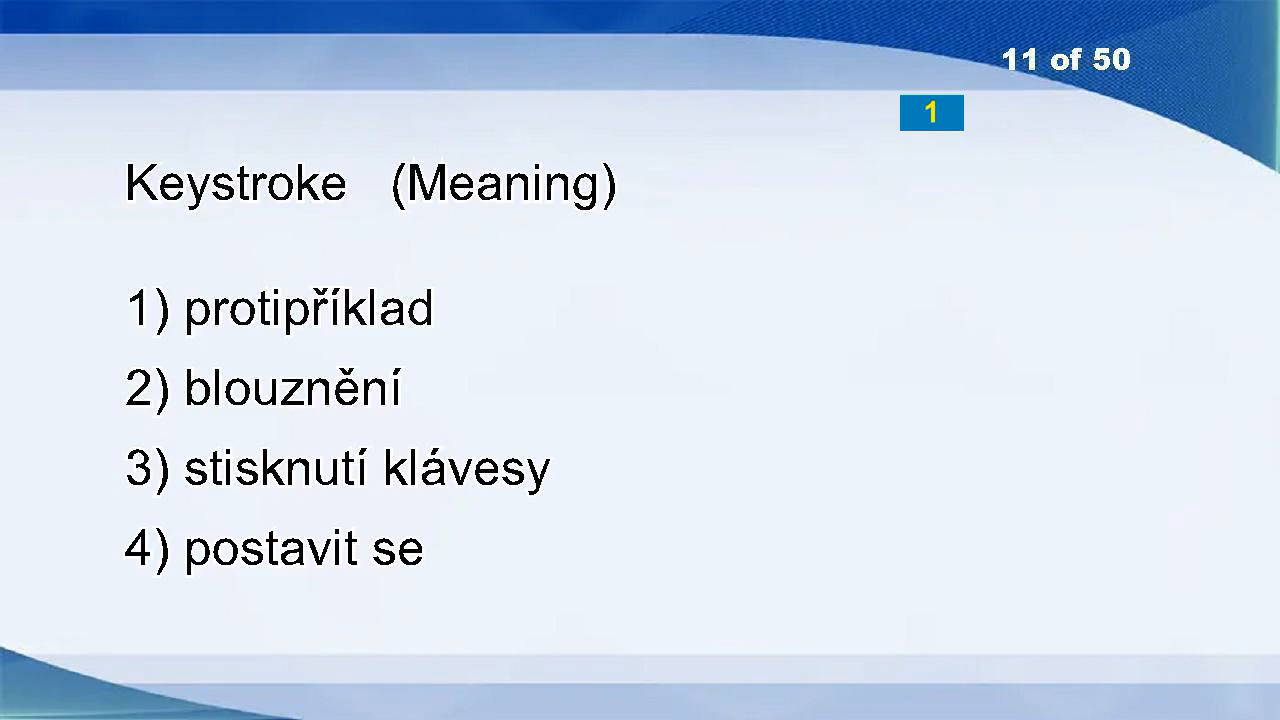 11 of 50
1
Keystroke (Meaning)
1) protipříklad
2) blouznění
3) stisknutí klávesy
4) postavit se